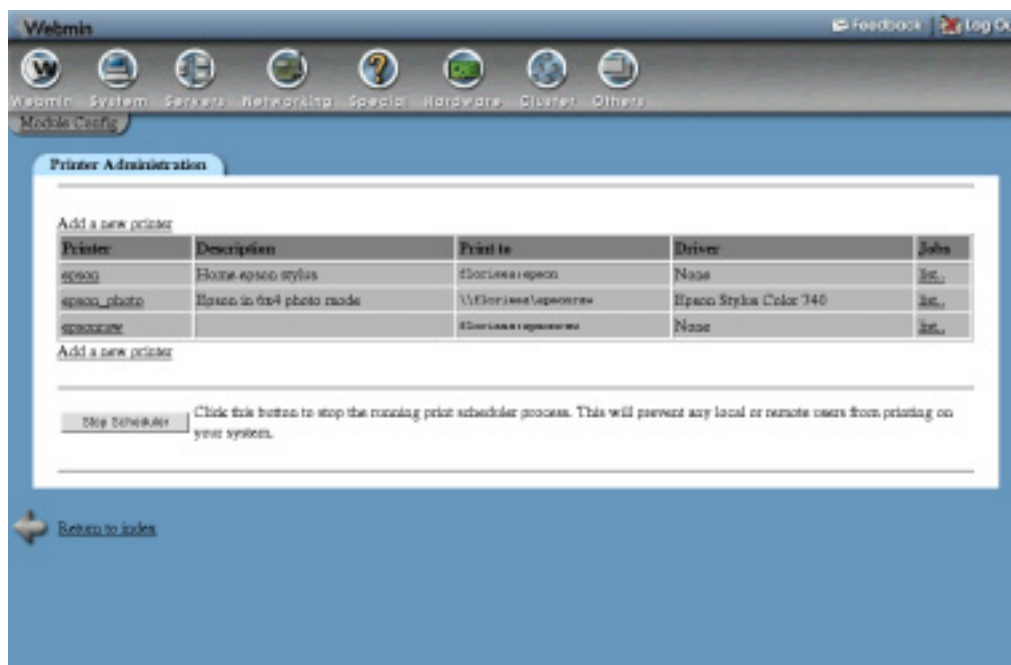 Webmin
Feedback | Log Ou
Webmin System Servers Networking Special Hardware Cluster Others
Module Config
Printer Administration
Add a new printer
Printer Description Print to Driver Jobs
epson Home epson stylus None list..
epson_photo Epson in 6x4 photo mode Epson Stylus Color 740 list..
epsonraw None list..
Add a new printer
Stop Scheduler
Click this button to stop the running print scheduler process. This will prevent any local or remote users from printing on
your system.
Return to index